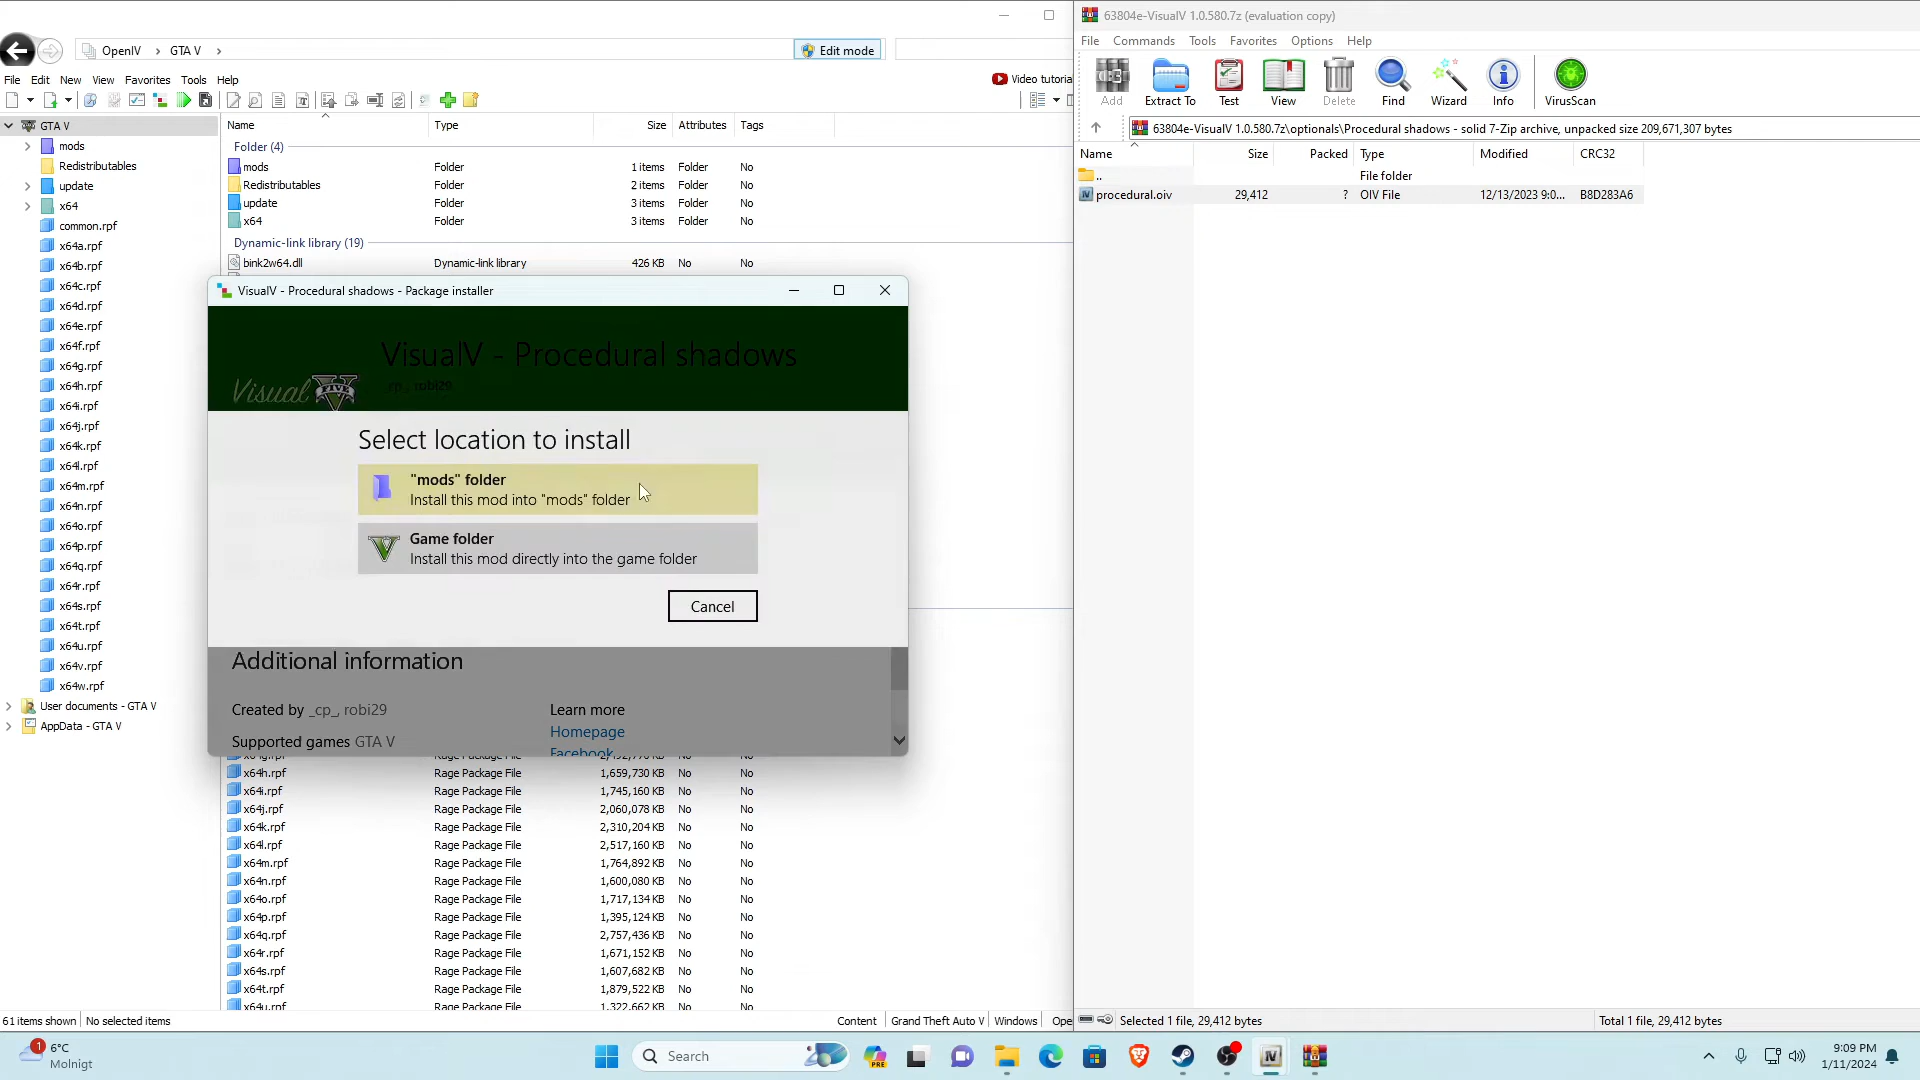 OpenIV > GTA V >
Edit mode
File Edit New View Favorites Tools Help
Video tutoria
GTA V
mods
Redistributables
update
x64
common.rpf
x64a.rpf
x64b.rpf
x64c.rpf
x64d.rpf
x64e.rpf
x64f.rpf
x64g.rpf
x64h.rpf
x64i.rpf
x64j.rpf
x64k.rpf
x64l.rpf
x64m.rpf
x64n.rpf
x64o.rpf
x64p.rpf
x64q.rpf
x64r.rpf
x64s.rpf
x64t.rpf
x64u.rpf
x64v.rpf
x64w.rpf
User documents - GTA V
AppData - GTA V
Name Type Size Attributes Tags
Folder (4)
mods Folder 1 items Folder No
Redistributables Folder 2 items Folder No
update Folder 3 items Folder No
x64 Folder 3 items Folder No
Dynamic-link library (19)
bink2w64.dll Dynamic-link library 426 KB No No
VisualV - Procedural shadows - Package installer
VisualV - Procedural shadows
_cp_, robi29
Visual V FIVE
Select location to install
"mods" folder
Install this mod into "mods" folder
Game folder
Install this mod directly into the game folder
Cancel
Additional information
Created by _cp_, robi29
Learn more
Homepage
Supported games GTA V
Facebook
x64h.rpf Rage Package File 1,659,730 KB No No
x64i.rpf Rage Package File 1,745,160 KB No No
x64j.rpf Rage Package File 2,060,078 KB No No
x64k.rpf Rage Package File 2,310,204 KB No No
x64l.rpf Rage Package File 2,517,160 KB No No
x64m.rpf Rage Package File 1,764,892 KB No No
x64n.rpf Rage Package File 1,600,080 KB No No
x64o.rpf Rage Package File 1,717,134 KB No No
x64p.rpf Rage Package File 1,395,124 KB No No
x64q.rpf Rage Package File 2,757,436 KB No No
x64r.rpf Rage Package File 1,671,152 KB No No
x64s.rpf Rage Package File 1,607,682 KB No No
x64t.rpf Rage Package File 1,879,522 KB No No
x64u.rpf Rage Package File 1,322,662 KB No No
61 items shown No selected items Content Grand Theft Auto V Windows Ope
63804e-VisualV 1.0.580.7z (evaluation copy)
File Commands Tools Favorites Options Help
Add Extract To Test View Delete Find Wizard Info VirusScan
63804e-VisualV 1.0.580.7z\optionals\Procedural shadows - solid 7-Zip archive, unpacked size 209,671,307 bytes
Name Size Packed Type Modified CRC32
.. File folder
procedural.oiv 29,412 ? OIV File 12/13/2023 9:0... B8D283A6
Selected 1 file, 29,412 bytes Total 1 file, 29,412 bytes
1
6°C
Molnigt
Search
PRE
9:09 PM
1/11/2024